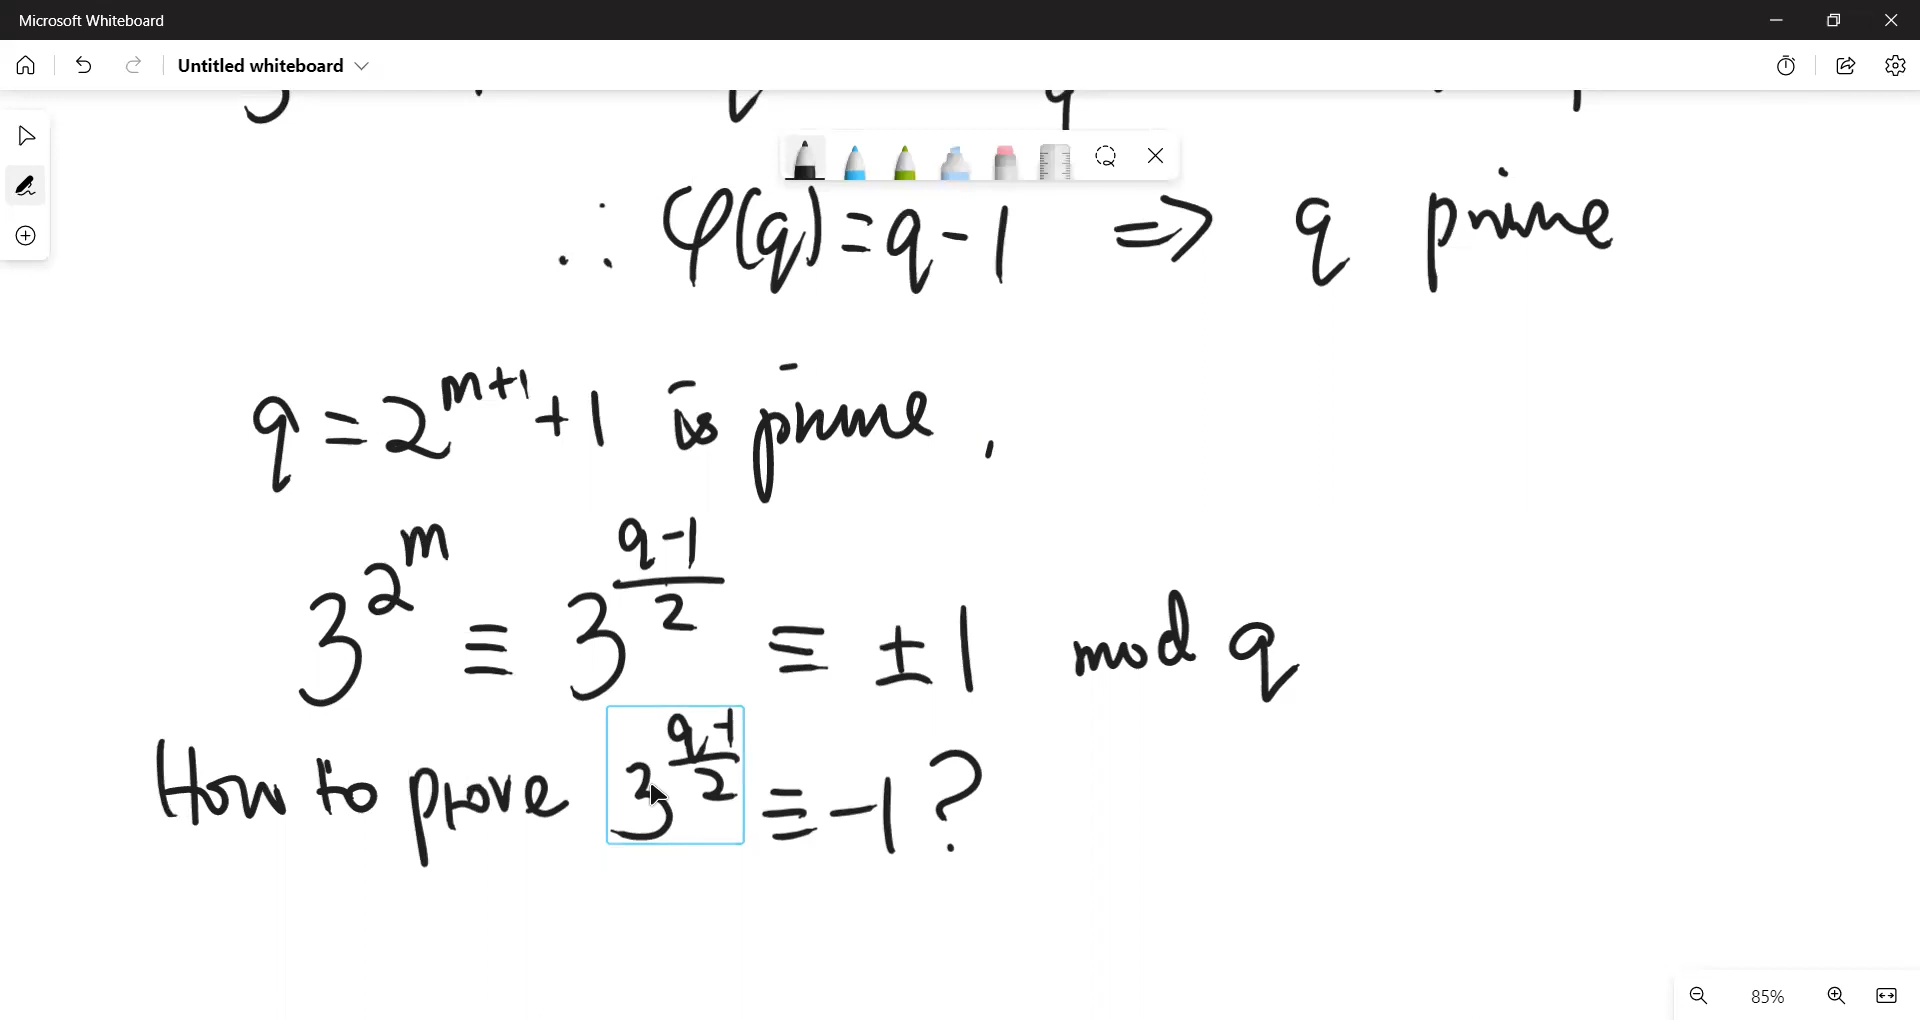 Microsoft Whiteboard
Untitled whiteboard
∴ φ(q) = q - 1 ⇒ q prime
q = 2^(m+1) + 1 is prime,
3^(2^m) ≡ 3^((q-1)/2) ≡ ±1 mod q
How to prove 3^((q-1)/2) ≡ -1 ?
85%